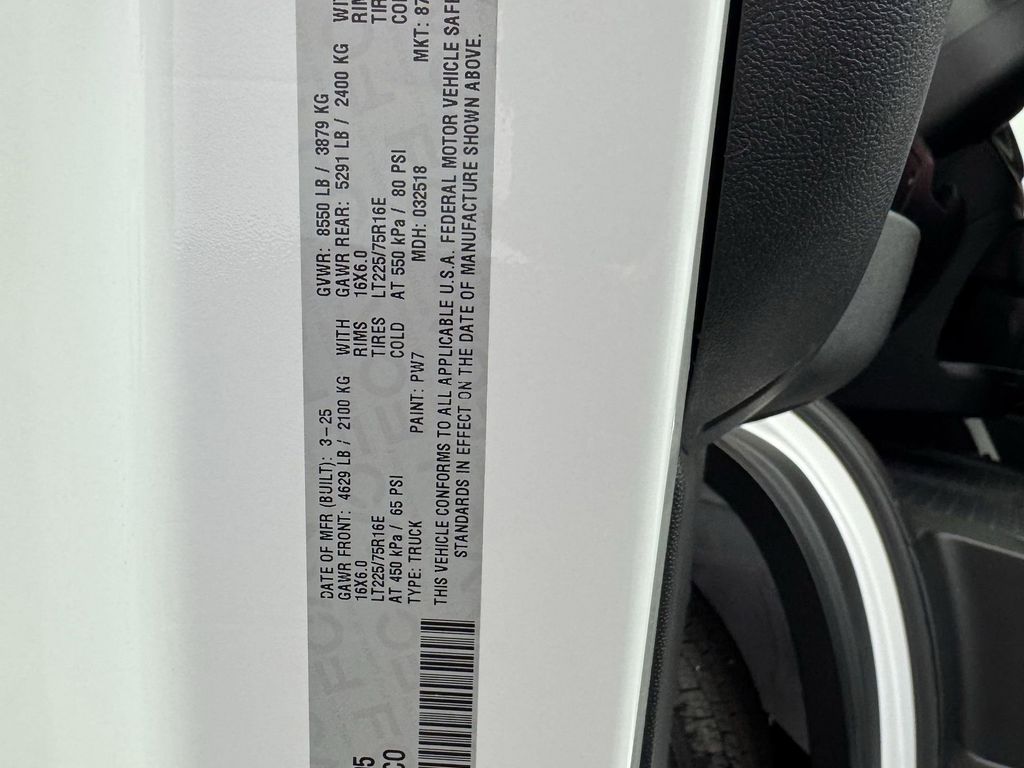 DATE OF MFR (BUILT): 3-25 GVWR: 8550 LB / 3879 KG
GAWR FRONT: 4629 LB / 2100 KG WITH GAWR REAR: 5291 LB / 2400 KG
16X6.0 RIMS 16X6.0
LT225/75R16E TIRES LT225/75R16E
AT 450 kPa / 65 PSI COLD AT 550 kPa / 80 PSI COLD
TYPE: TRUCK PAINT: PW7 MDH: 032518 MKT: 87
THIS VEHICLE CONFORMS TO ALL APPLICABLE U.S.A. FEDERAL MOTOR VEHICLE SAFE
STANDARDS IN EFFECT ON THE DATE OF MANUFACTURE SHOWN ABOVE.